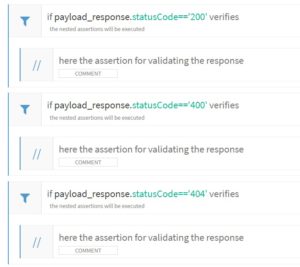 if payload_response.statusCode=='200' verifies
the nested assertions will be executed
// here the assertion for validating the response
COMMENT
if payload_response.statusCode=='400' verifies
the nested assertions will be executed
// here the assertion for validating the response
COMMENT
if payload_response.statusCode=='404' verifies
the nested assertions will be executed
// here the assertion for validating the response
COMMENT